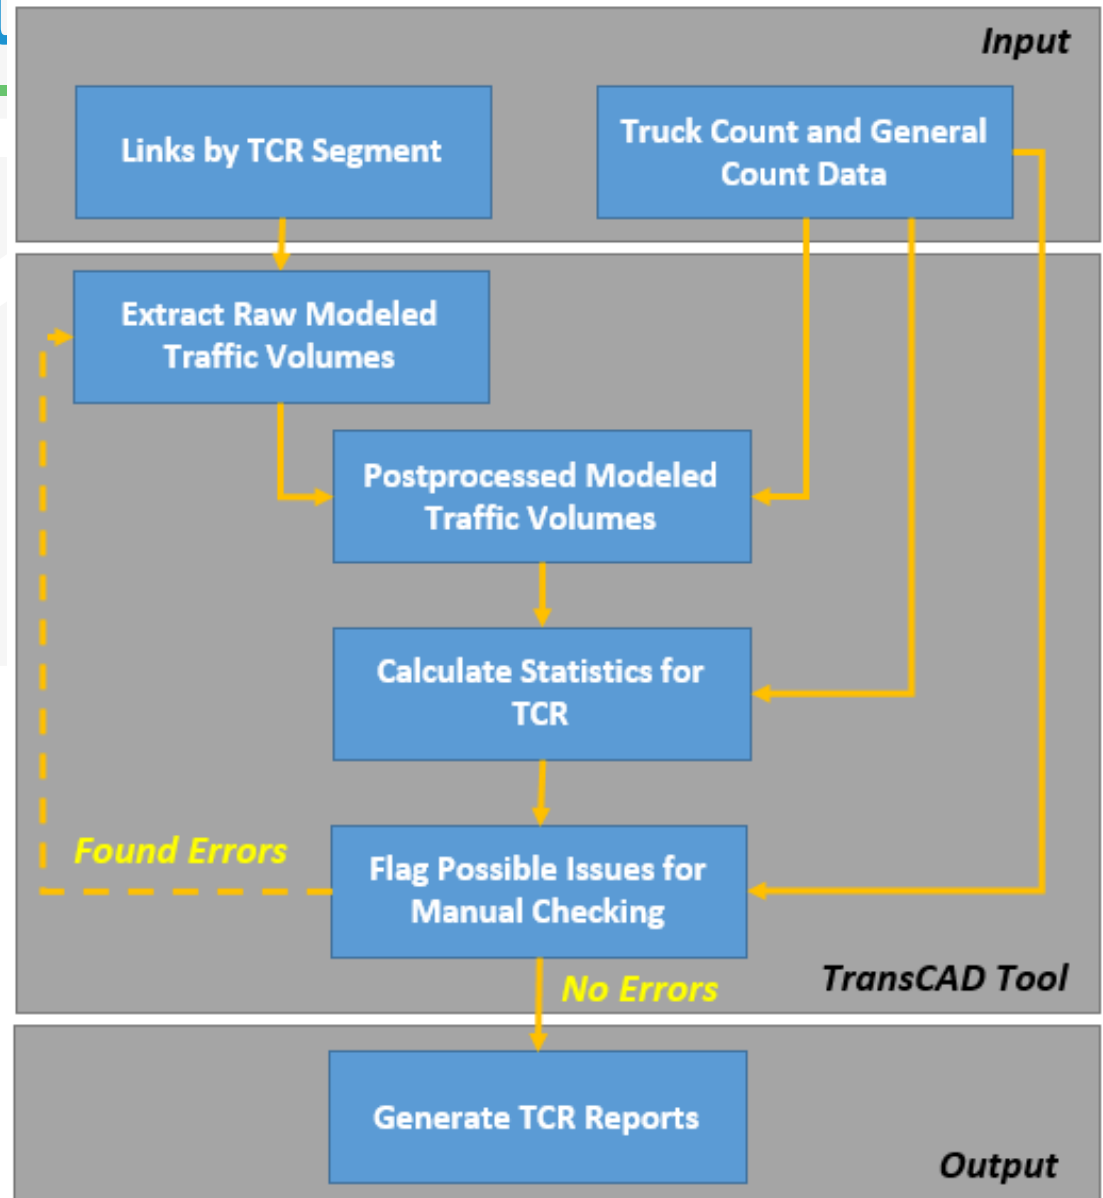 Input
Links by TCR Segment
Truck Count and General
Count Data
Extract Raw Modeled
Traffic Volumes
Postprocessed Modeled
Traffic Volumes
Calculate Statistics for
TCR
Found Errors
Flag Possible Issues for
Manual Checking
No Errors
TransCAD Tool
Generate TCR Reports
Output